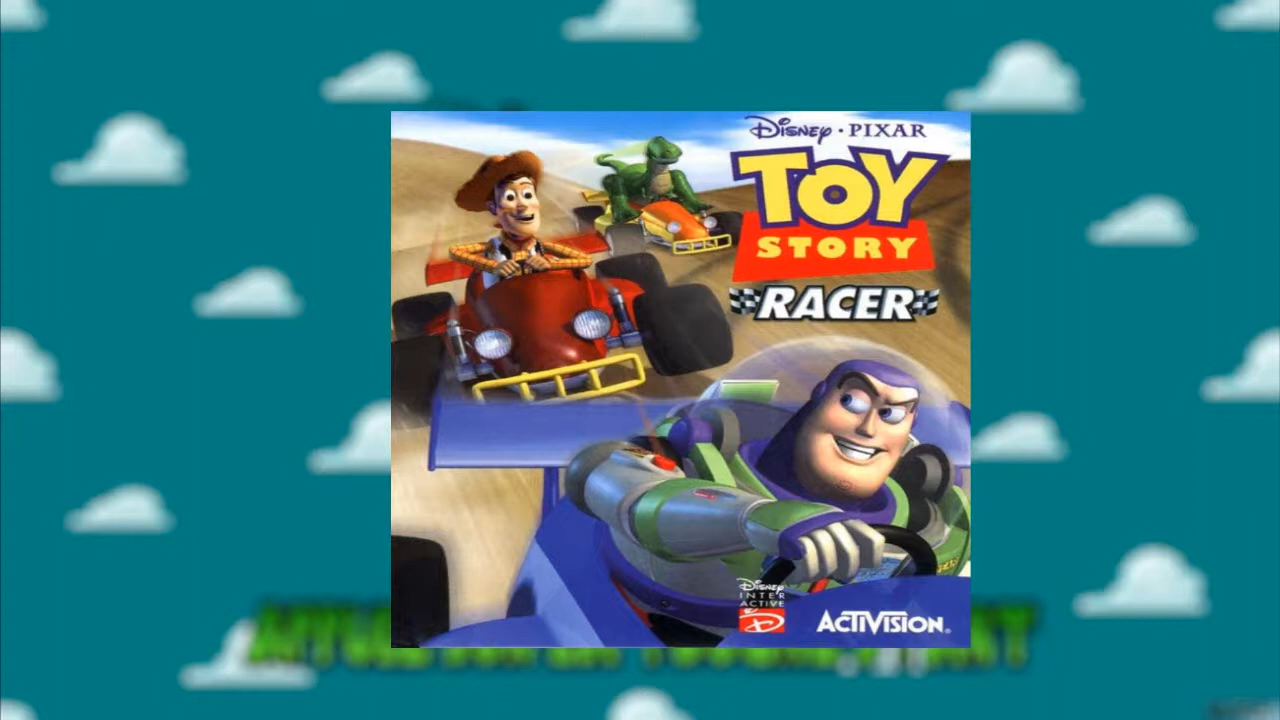 Disney · PIXAR
TOY
STORY
RACER
Disney
INTER
ACTIVE
D
ACTIVISION®